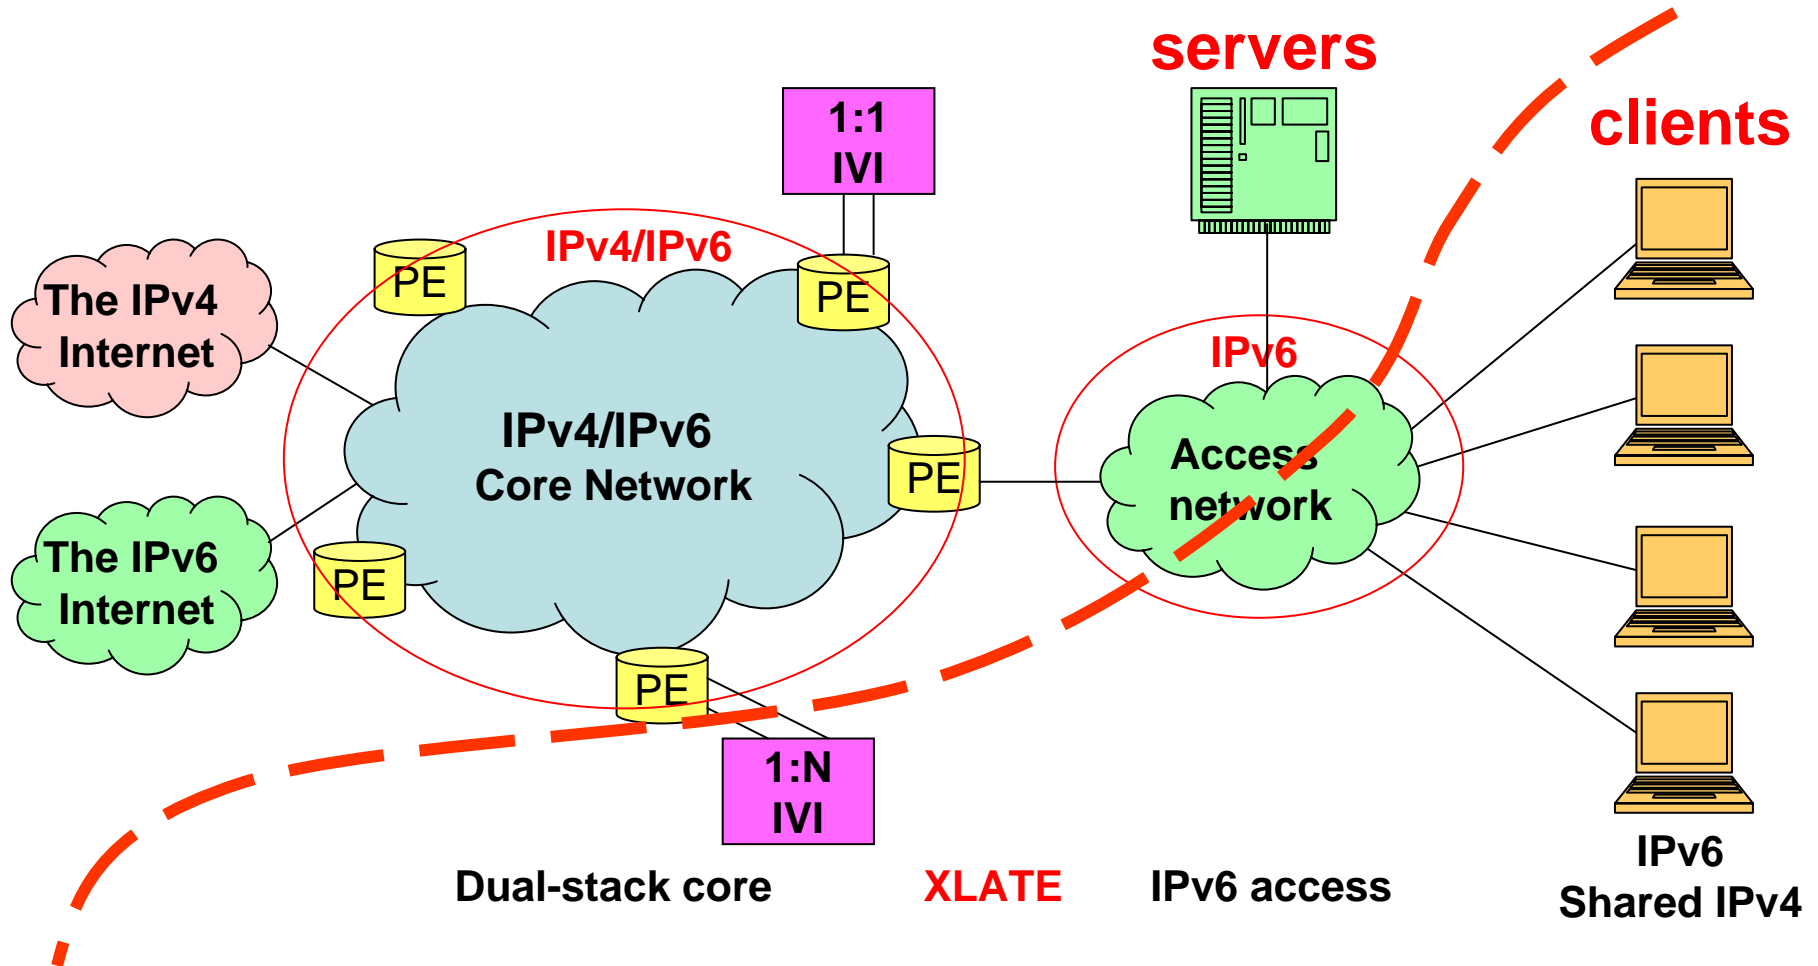 servers
clients
1:1
IVI
IPv4/IPv6
PE
PE
The IPv4
Internet
IPv6
IPv4/IPv6
Core Network
PE
Access
network
The IPv6
Internet
PE
PE
1:N
IVI
Dual-stack core
XLATE
IPv6 access
IPv6
Shared IPv4